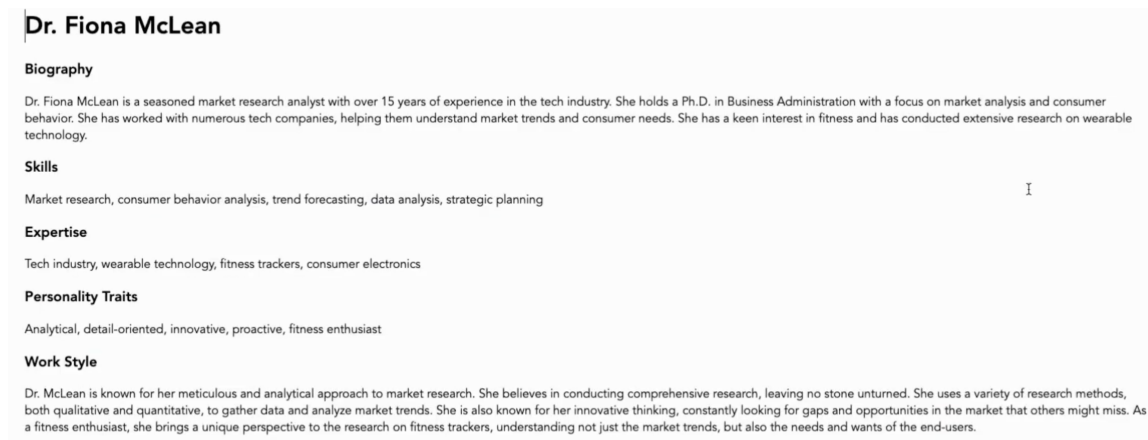 Dr. Fiona McLean
Biography
Dr. Fiona McLean is a seasoned market research analyst with over 15 years of experience in the tech industry. She holds a Ph.D. in Business Administration with a focus on market analysis and consumer
behavior. She has worked with numerous tech companies, helping them understand market trends and consumer needs. She has a keen interest in fitness and has conducted extensive research on wearable
technology.
Skills
Market research, consumer behavior analysis, trend forecasting, data analysis, strategic planning
Expertise
Tech industry, wearable technology, fitness trackers, consumer electronics
Personality Traits
Analytical, detail-oriented, innovative, proactive, fitness enthusiast
Work Style
Dr. McLean is known for her meticulous and analytical approach to market research. She believes in conducting comprehensive research, leaving no stone unturned. She uses a variety of research methods,
both qualitative and quantitative, to gather data and analyze market trends. She is also known for her innovative thinking, constantly looking for gaps and opportunities in the market that others might miss. As
a fitness enthusiast, she brings a unique perspective to the research on fitness trackers, understanding not just the market trends, but also the needs and wants of the end-users.